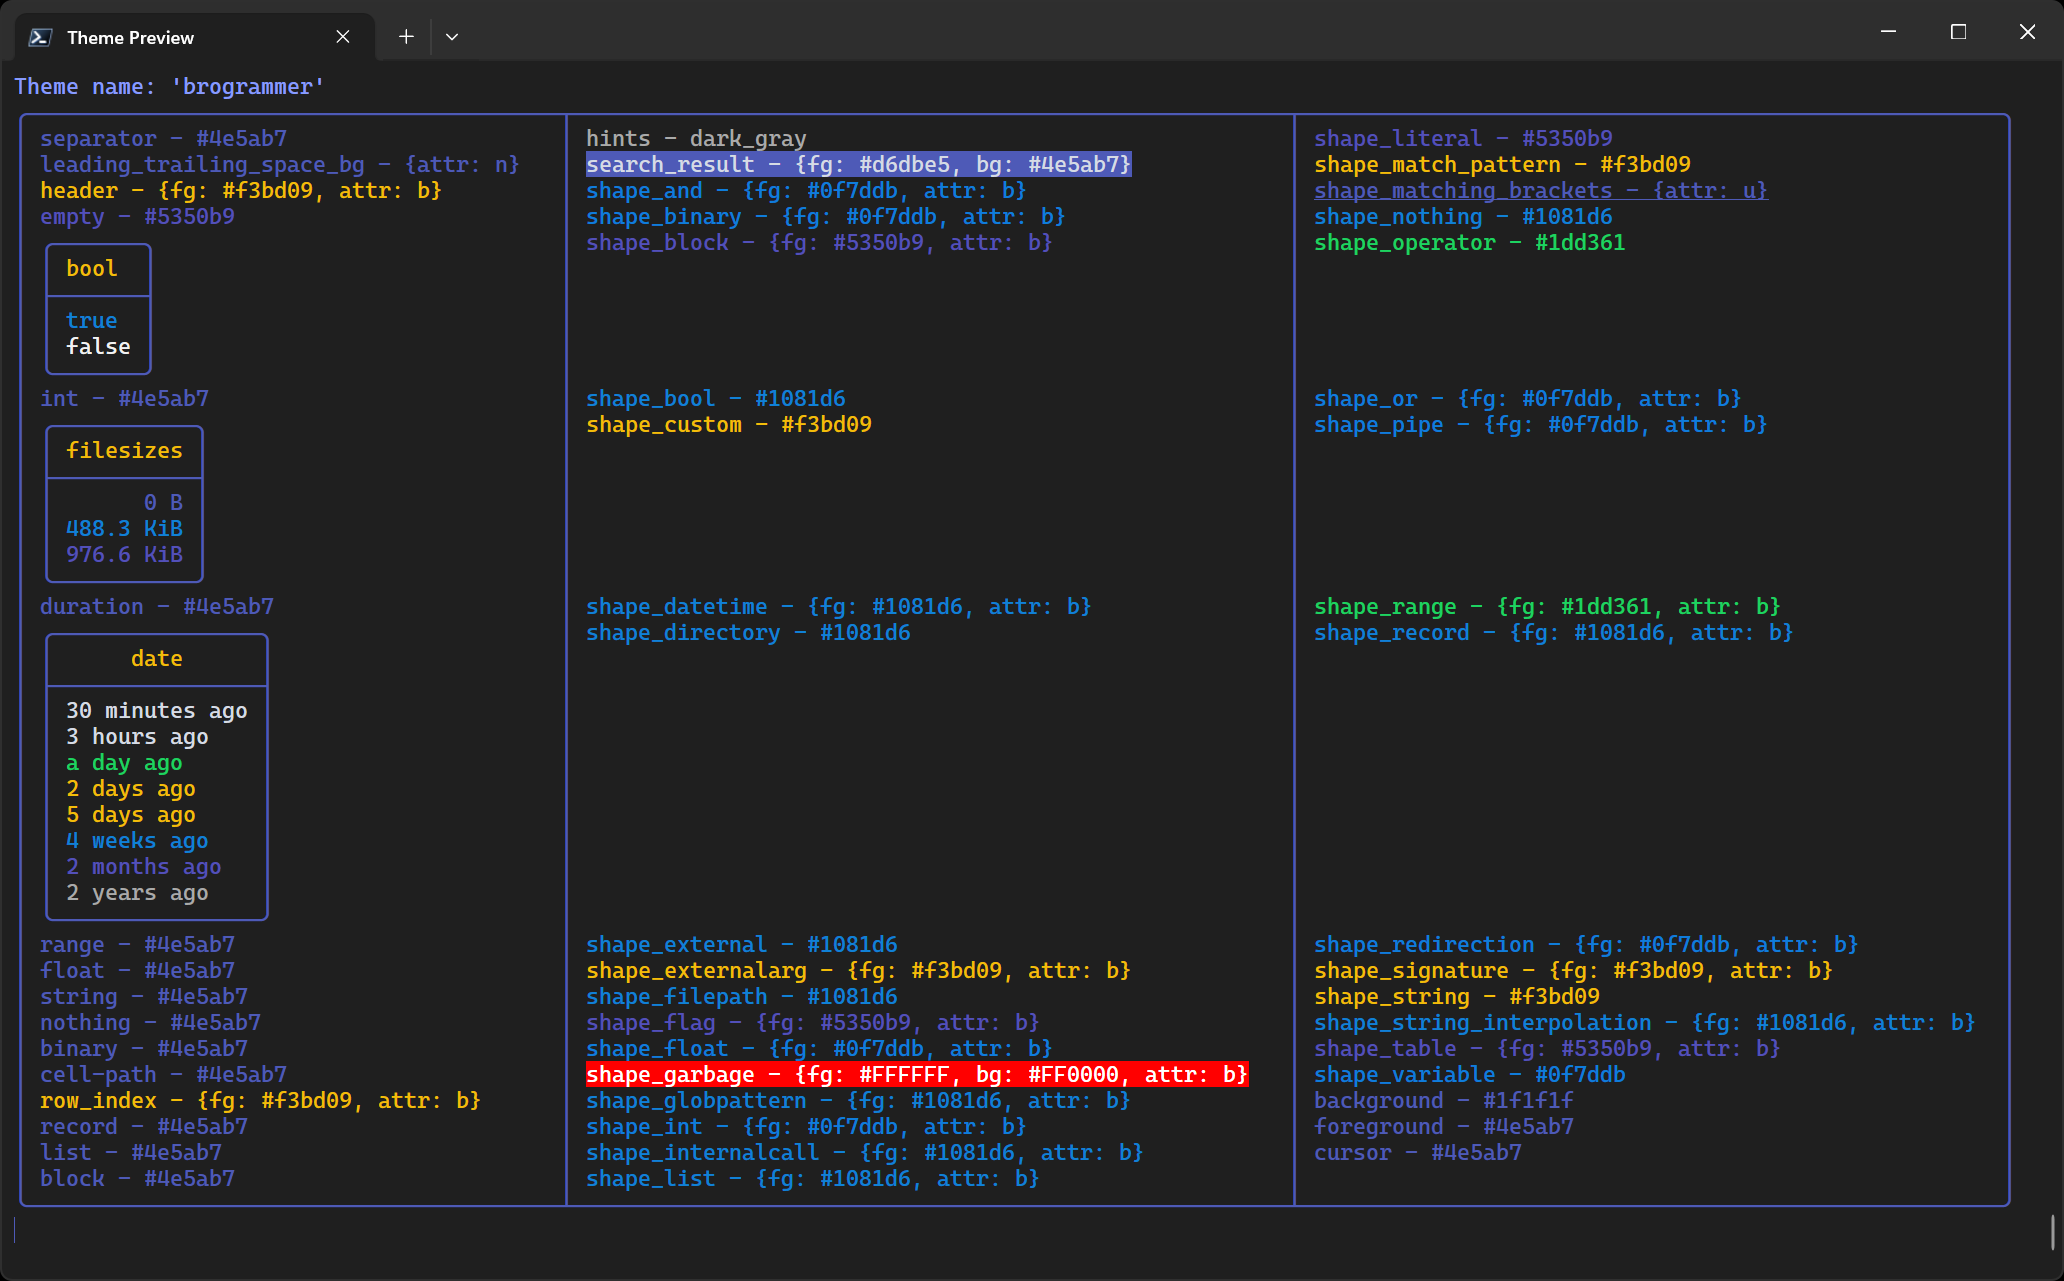 Theme Preview
Theme name: 'brogrammer'
separator - #4e5ab7
leading_trailing_space_bg - {attr: n}
header - {fg: #f3bd09, attr: b}
empty - #5350b9
bool
true
false
int - #4e5ab7
filesizes
0 B
488.3 KiB
976.6 KiB
duration - #4e5ab7
date
30 minutes ago
3 hours ago
a day ago
2 days ago
5 days ago
4 weeks ago
2 months ago
2 years ago
range - #4e5ab7
float - #4e5ab7
string - #4e5ab7
nothing - #4e5ab7
binary - #4e5ab7
cell-path - #4e5ab7
row_index - {fg: #f3bd09, attr: b}
record - #4e5ab7
list - #4e5ab7
block - #4e5ab7
hints - dark_gray
search_result - {fg: #d6dbe5, bg: #4e5ab7}
shape_and - {fg: #0f7ddb, attr: b}
shape_binary - {fg: #0f7ddb, attr: b}
shape_block - {fg: #5350b9, attr: b}
shape_bool - #1081d6
shape_custom - #f3bd09
shape_datetime - {fg: #1081d6, attr: b}
shape_directory - #1081d6
shape_external - #1081d6
shape_externalarg - {fg: #f3bd09, attr: b}
shape_filepath - #1081d6
shape_flag - {fg: #5350b9, attr: b}
shape_float - {fg: #0f7ddb, attr: b}
shape_garbage - {fg: #FFFFFF, bg: #FF0000, attr: b}
shape_globpattern - {fg: #1081d6, attr: b}
shape_int - {fg: #0f7ddb, attr: b}
shape_internalcall - {fg: #1081d6, attr: b}
shape_list - {fg: #1081d6, attr: b}
shape_literal - #5350b9
shape_match_pattern - #f3bd09
shape_matching_brackets - {attr: u}
shape_nothing - #1081d6
shape_operator - #1dd361
shape_or - {fg: #0f7ddb, attr: b}
shape_pipe - {fg: #0f7ddb, attr: b}
shape_range - {fg: #1dd361, attr: b}
shape_record - {fg: #1081d6, attr: b}
shape_redirection - {fg: #0f7ddb, attr: b}
shape_signature - {fg: #f3bd09, attr: b}
shape_string - #f3bd09
shape_string_interpolation - {fg: #1081d6, attr: b}
shape_table - {fg: #5350b9, attr: b}
shape_variable - #0f7ddb
background - #1f1f1f
foreground - #4e5ab7
cursor - #4e5ab7